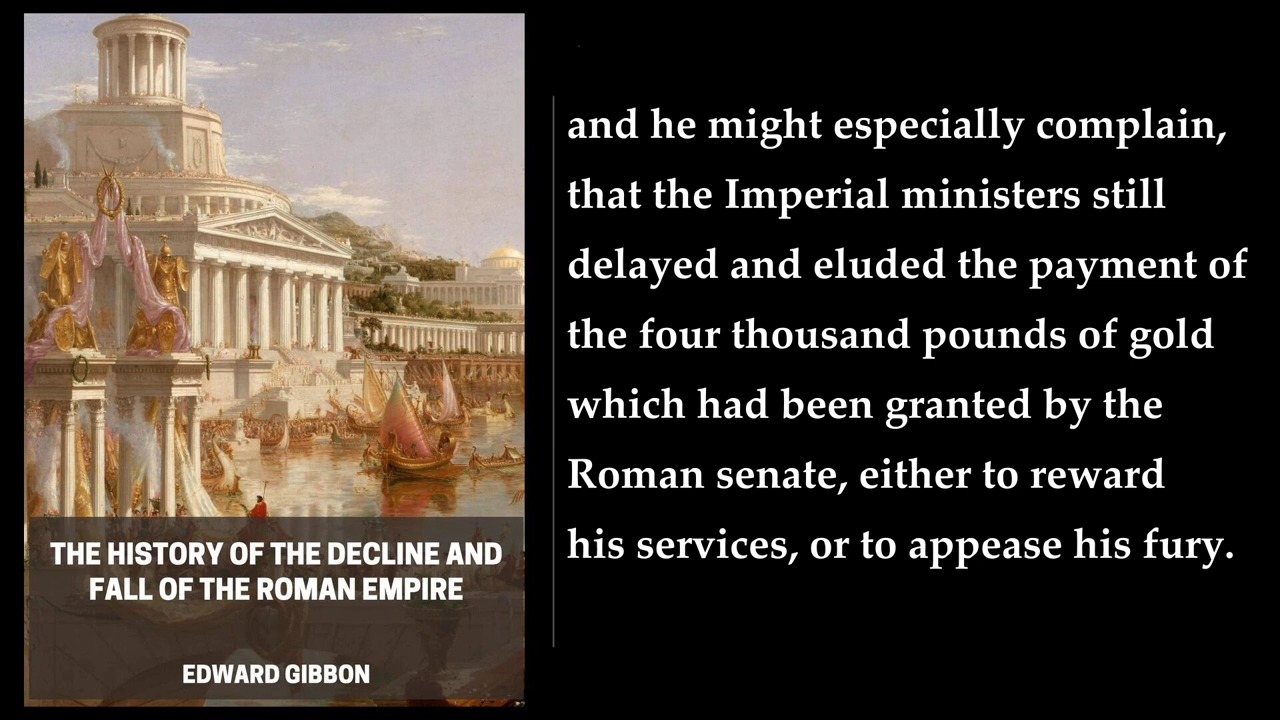 THE HISTORY OF THE DECLINE AND
FALL OF THE ROMAN EMPIRE
EDWARD GIBBON
and he might especially complain,
that the Imperial ministers still
delayed and eluded the payment of
the four thousand pounds of gold
which had been granted by the
Roman senate, either to reward
his services, or to appease his fury.